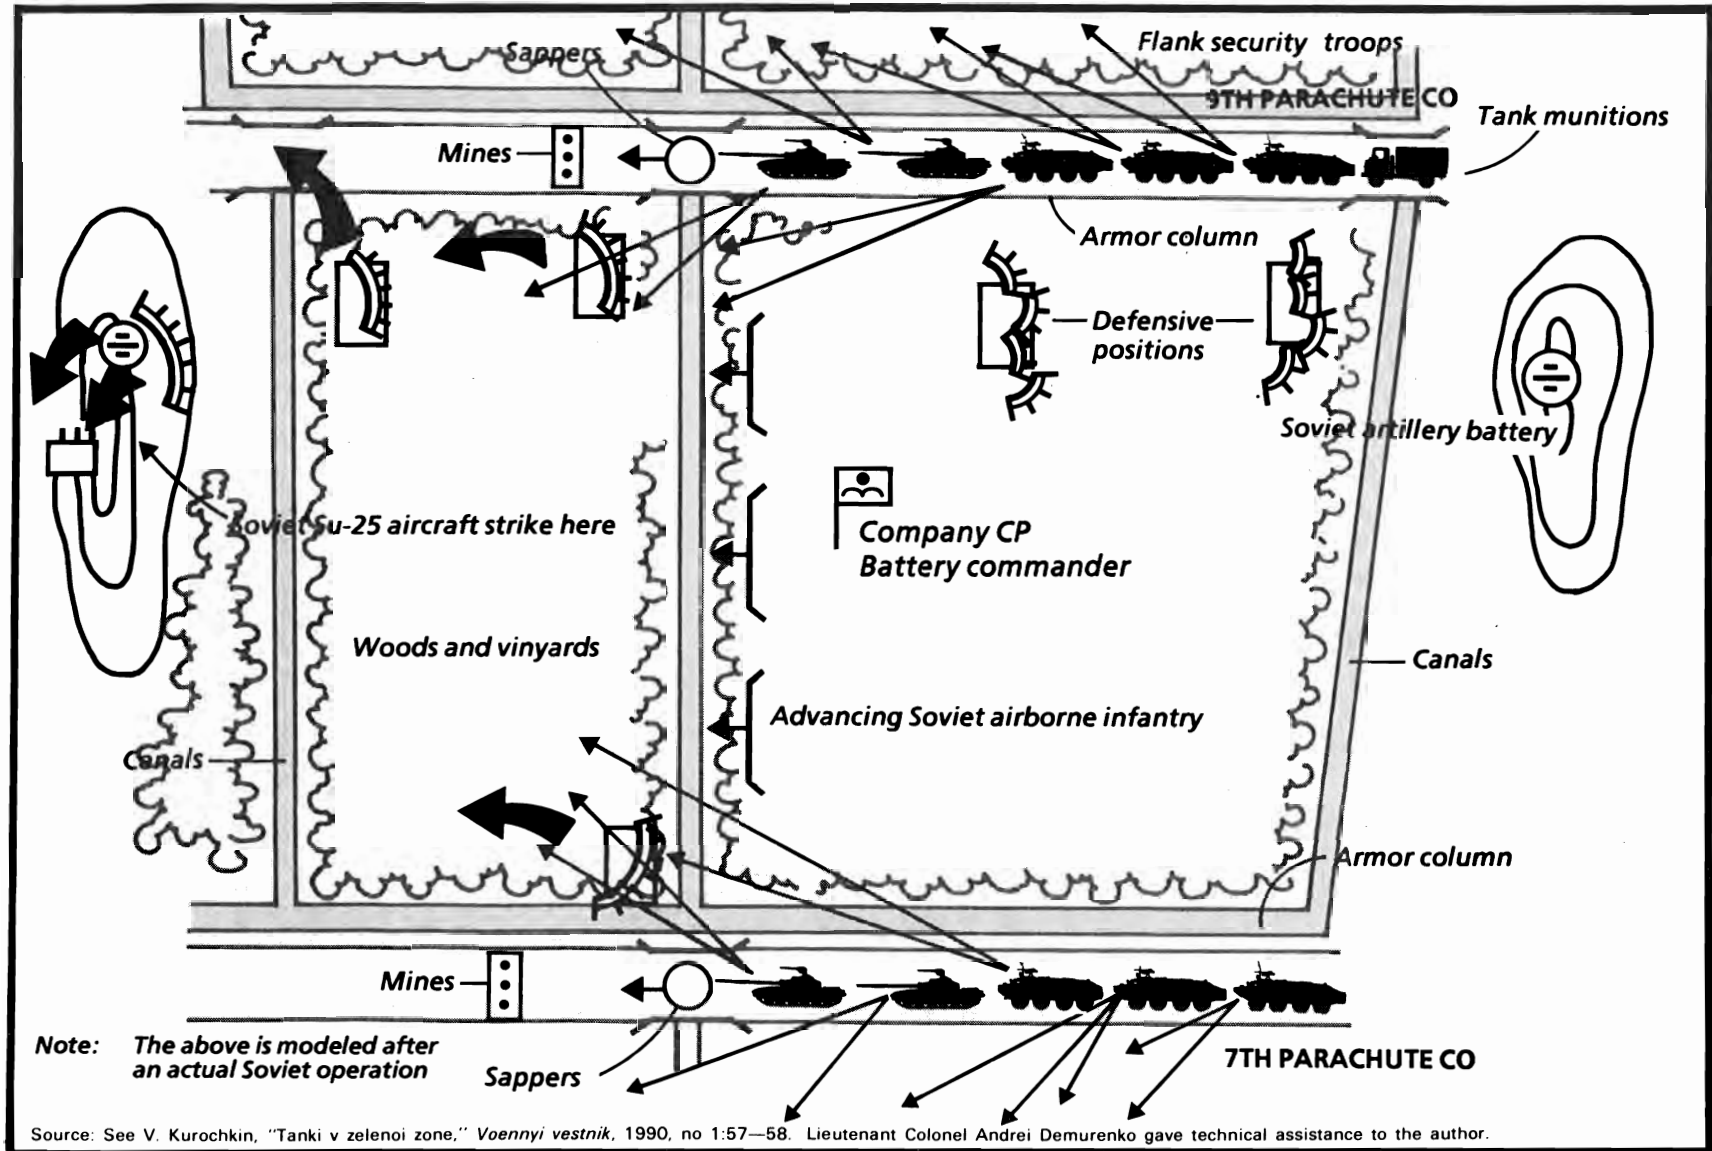 Sappers
Flank security troops
9TH PARACHUTE CO
Tank munitions
Mines
Armor column
Defensive
positions
Soviet artillery battery
Soviet Su-25 aircraft strike here
Company CP
Battery commander
Woods and vinyards
Canals
Advancing Soviet airborne infantry
Canals
Armor column
Mines
Note: The above is modeled after
an actual Soviet operation
Sappers
7TH PARACHUTE CO
Source: See V. Kurochkin, "Tanki v zelenoi zone," Voennyi vestnik, 1990, no 1:57—58. Lieutenant Colonel Andrei Demurenko gave technical assistance to the author.